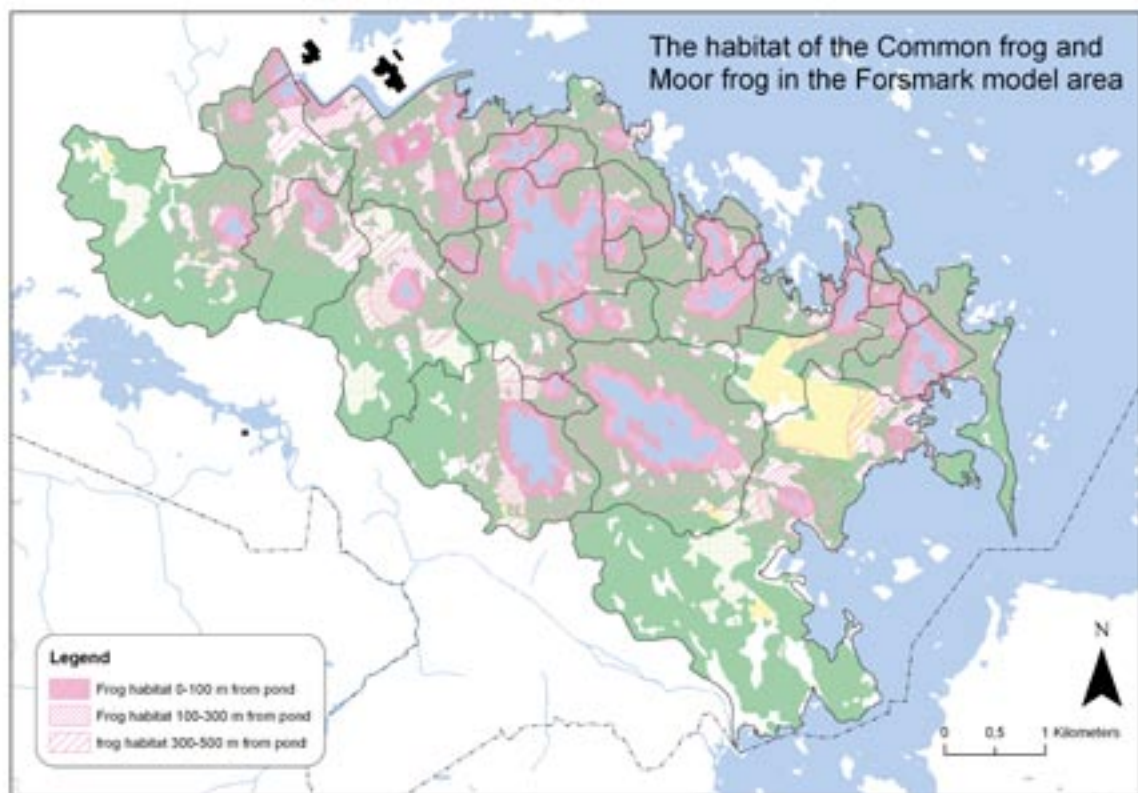 The habitat of the Common frog and
Moor frog in the Forsmark model area
Legend
Frog habitat 0-100 m from pond
Frog habitat 100-300 m from pond
frog habitat 300-500 m from pond
N
0 0,5 1 Kilometers